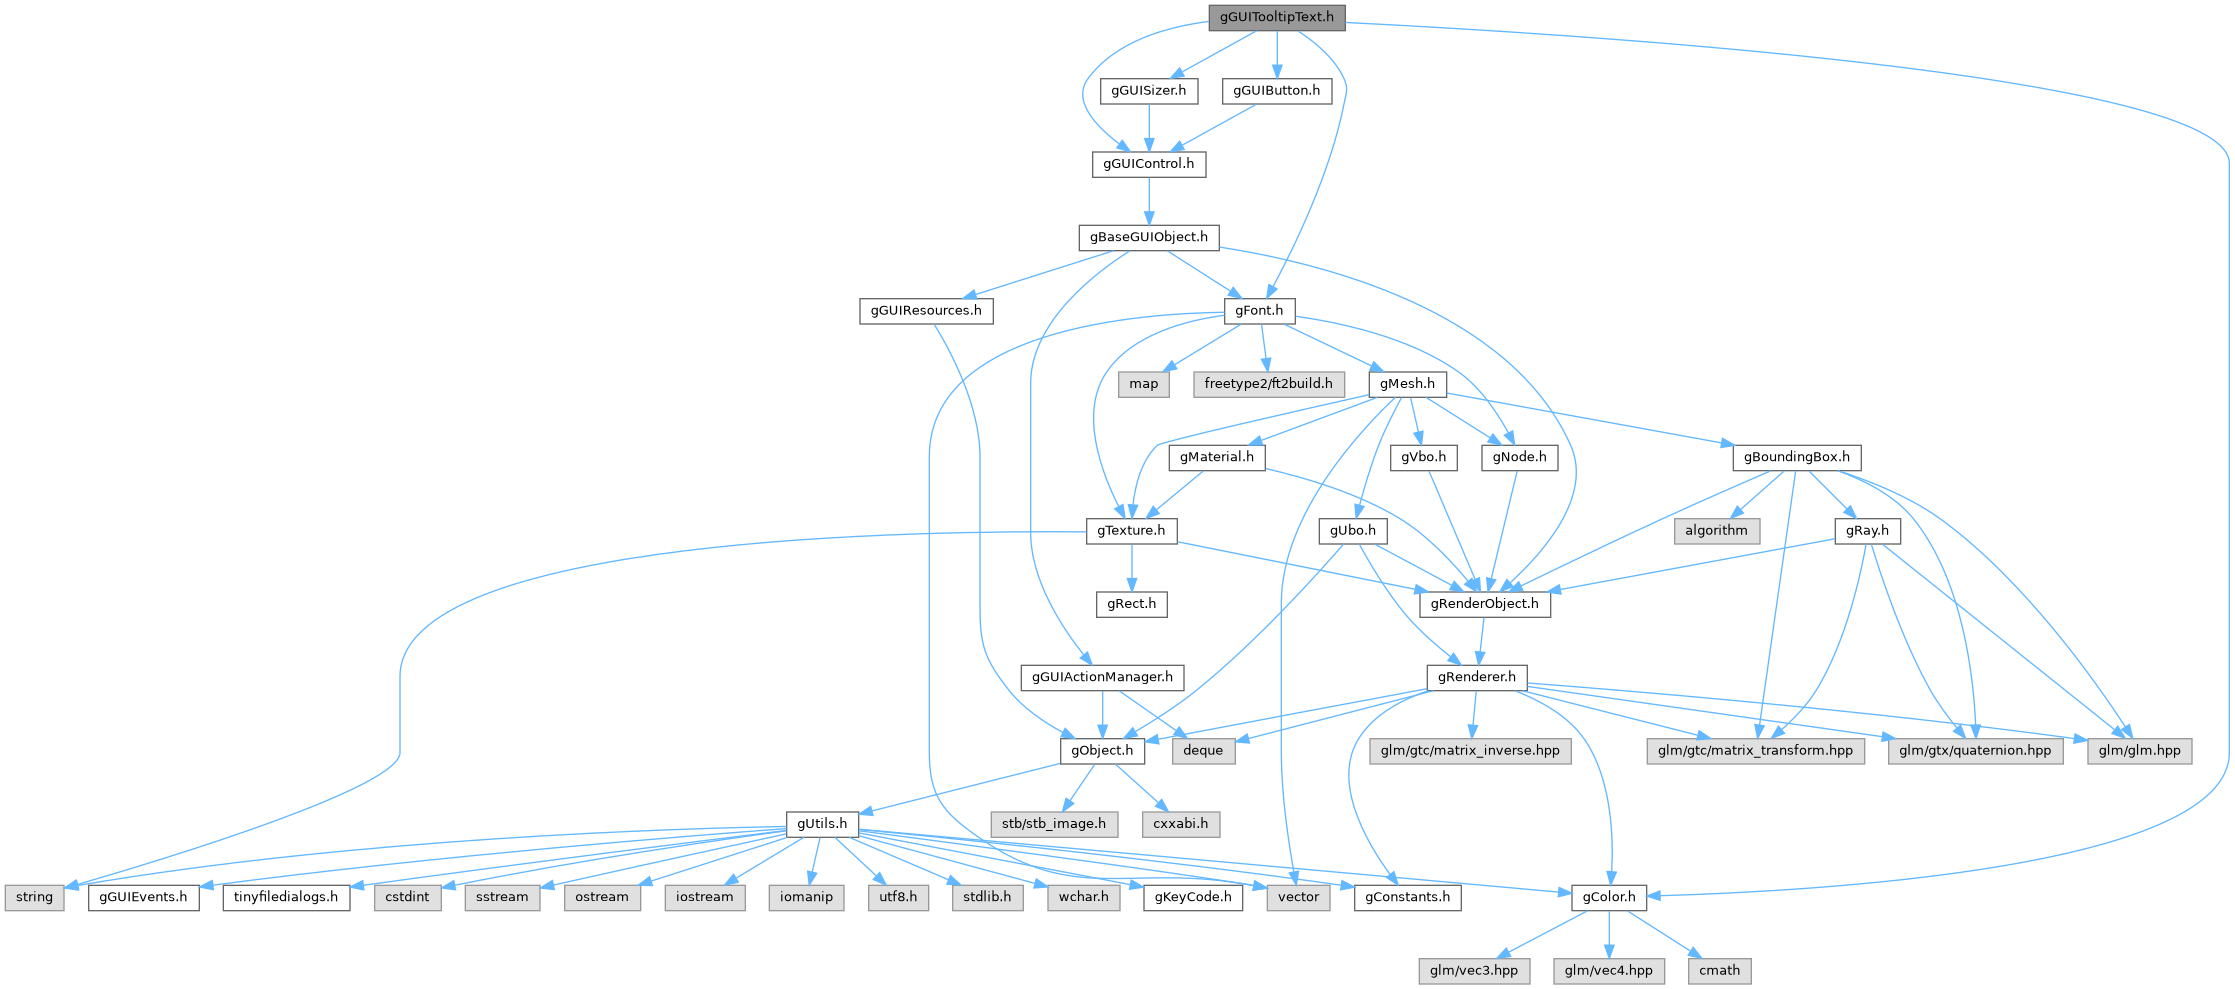 gGUITooltipText.h
gGUISizer.h
gGUIButton.h
gGUIControl.h
gBaseGUIObject.h
gGUIResources.h
gFont.h
map
freetype2/ft2build.h
gMesh.h
gMaterial.h
gVbo.h
gNode.h
gBoundingBox.h
gTexture.h
gUbo.h
algorithm
gRay.h
gRect.h
gRenderObject.h
gGUIActionManager.h
gRenderer.h
gObject.h
deque
glm/gtc/matrix_inverse.hpp
glm/gtc/matrix_transform.hpp
glm/gtx/quaternion.hpp
glm/glm.hpp
gUtils.h
stb/stb_image.h
cxxabi.h
string
gGUIEvents.h
tinyfiledialogs.h
cstdint
sstream
ostream
iostream
iomanip
utf8.h
stdlib.h
wchar.h
gKeyCode.h
vector
gConstants.h
gColor.h
glm/vec3.hpp
glm/vec4.hpp
cmath